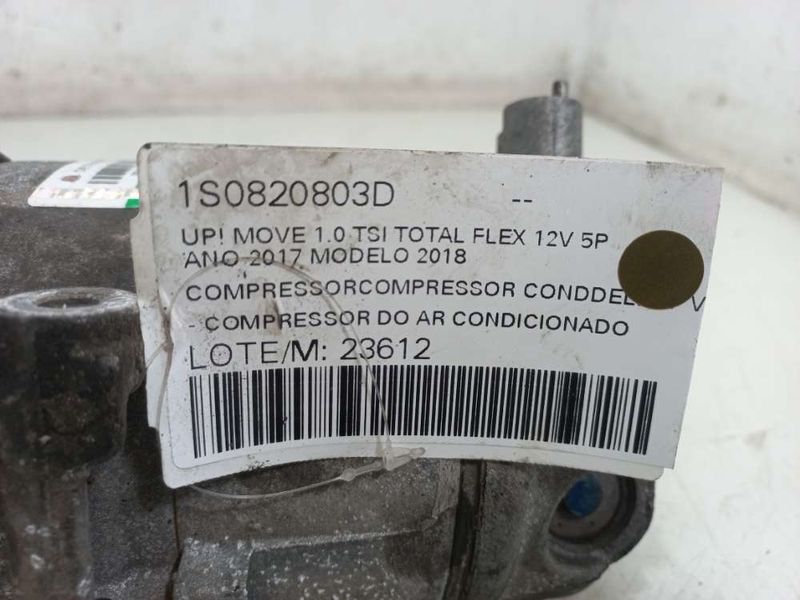 1S0820803D --
UP! MOVE 1.0 TSI TOTAL FLEX 12V 5P
ANO 2017 MODELO 2018
COMPRESSORCOMPRESSOR CONDDEL V
- COMPRESSOR DO AR CONDICIONADO
LOTE/M: 23612